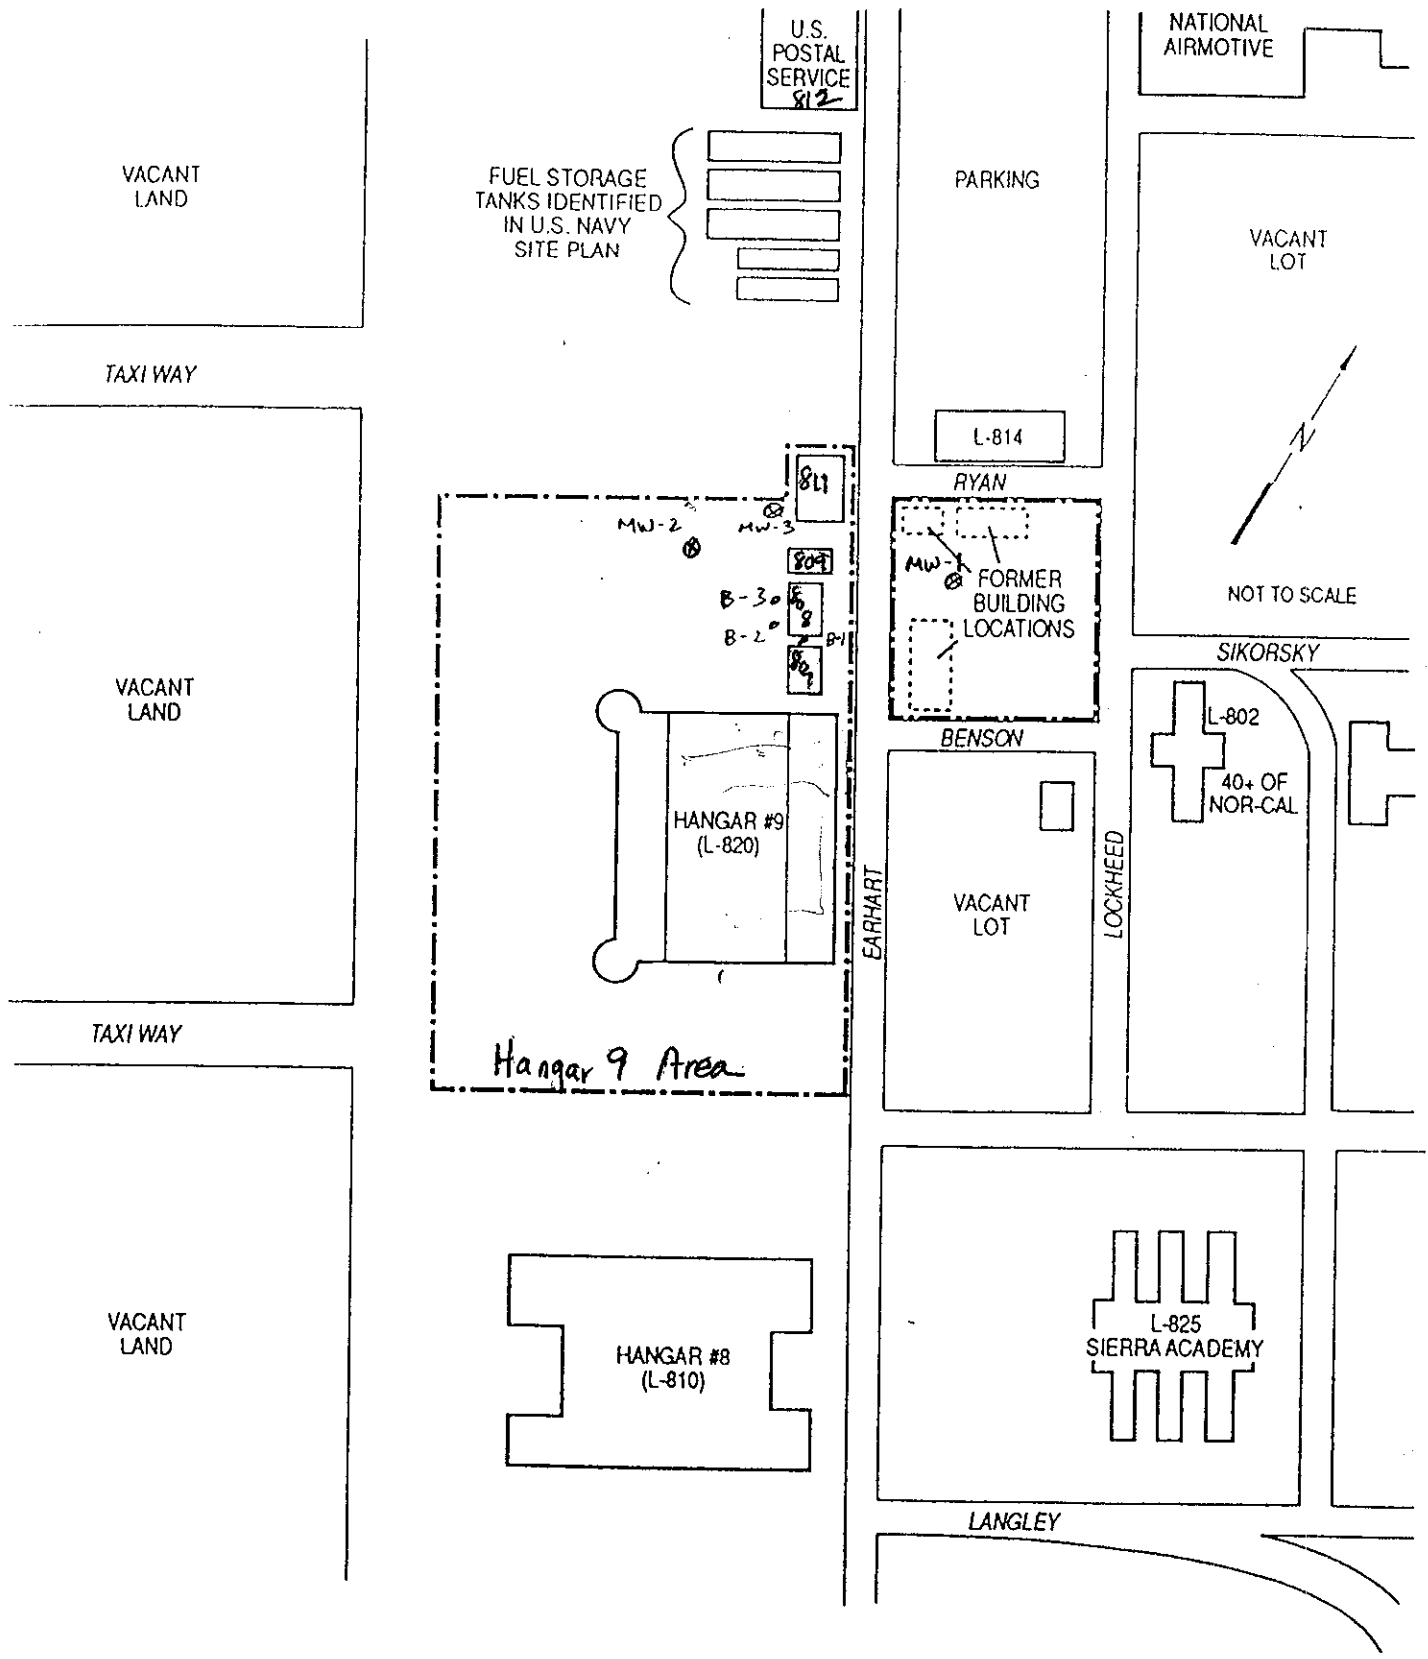 U.S.
POSTAL
SERVICE
812
NATIONAL
AIRMOTIVE
VACANT
LAND
FUEL STORAGE
TANKS IDENTIFIED
IN U.S. NAVY
SITE PLAN
PARKING
VACANT
LOT
TAXI WAY
L-814
N
RYAN
811
MW-2
MW-3
809
MW-1
FORMER
BUILDING
LOCATIONS
NOT TO SCALE
B-3
808
B-2
B-1
807
SIKORSKY
VACANT
LAND
L-802
BENSON
40+ OF
NOR-CAL
HANGAR #9
(L-820)
EARHART
LOCKHEED
VACANT
LOT
TAXI WAY
Hangar 9 Area
VACANT
LAND
HANGAR #8
(L-810)
L-825
SIERRA ACADEMY
LANGLEY